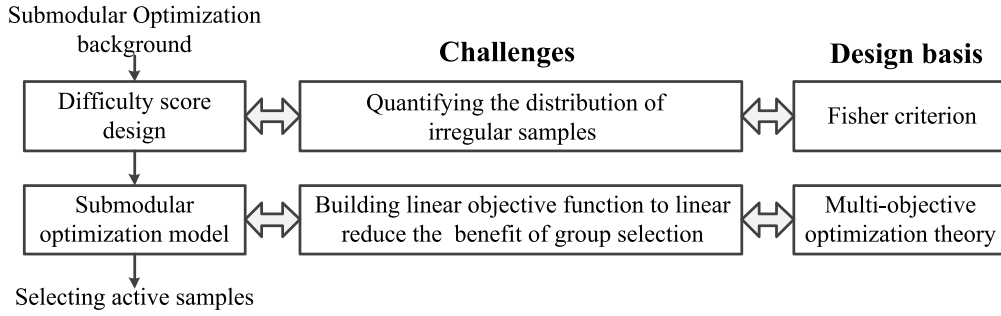 Submodular Optimization
background
Challenges
Design basis
Difficulty score
design
Quantifying the distribution of
irregular samples
Fisher criterion
Submodular
optimization model
Building linear objective function to linear
reduce the benefit of group selection
Multi-objective
optimization theory
Selecting active samples